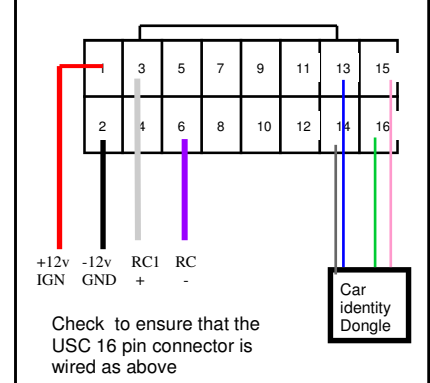 1 3 5 7 9 11 13 15
2 4 6 8 10 12 14 16
+12v -12v RC1 RC
IGN GND + -
Car
identity
Dongle
Check to ensure that the
USC 16 pin connector is
wired as above